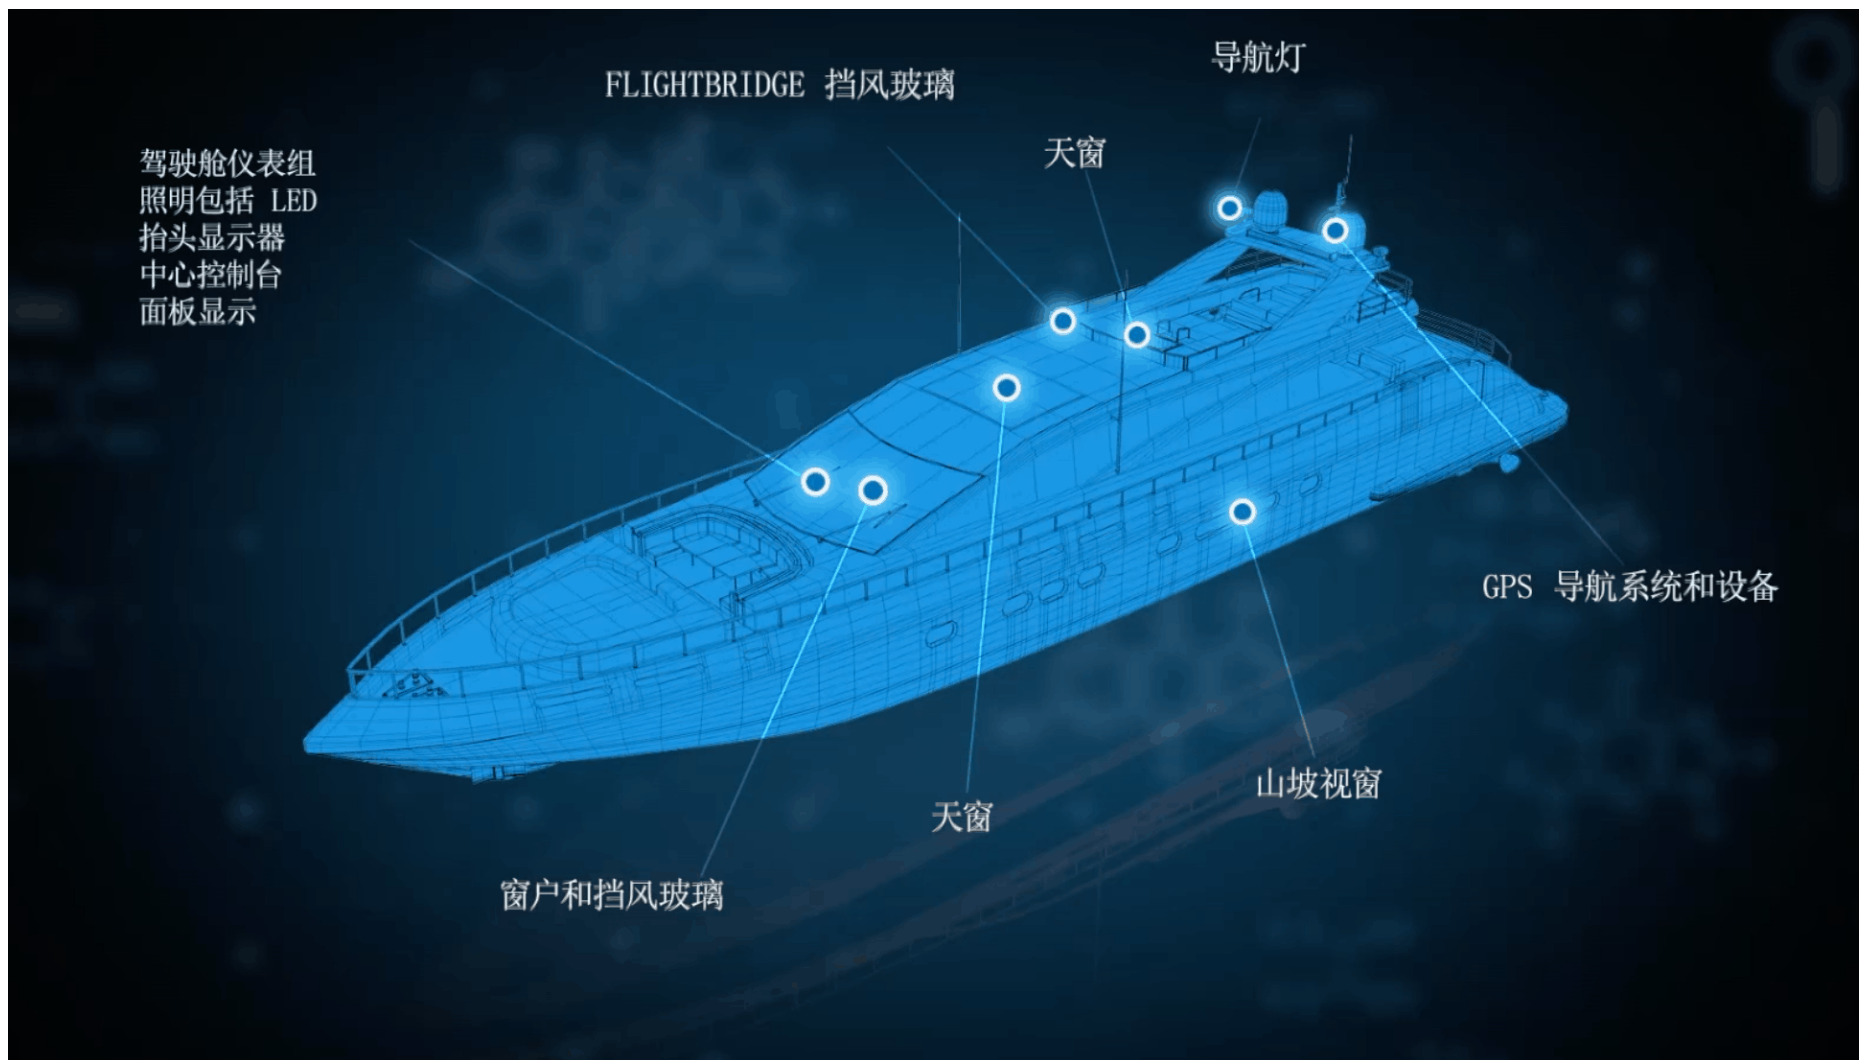 导航灯
FLIGHTBRIDGE 挡风玻璃
天窗
驾驶舱仪表组
照明包括 LED
抬头显示器
中心控制台
面板显示
GPS 导航系统和设备
山坡视窗
天窗
窗户和挡风玻璃